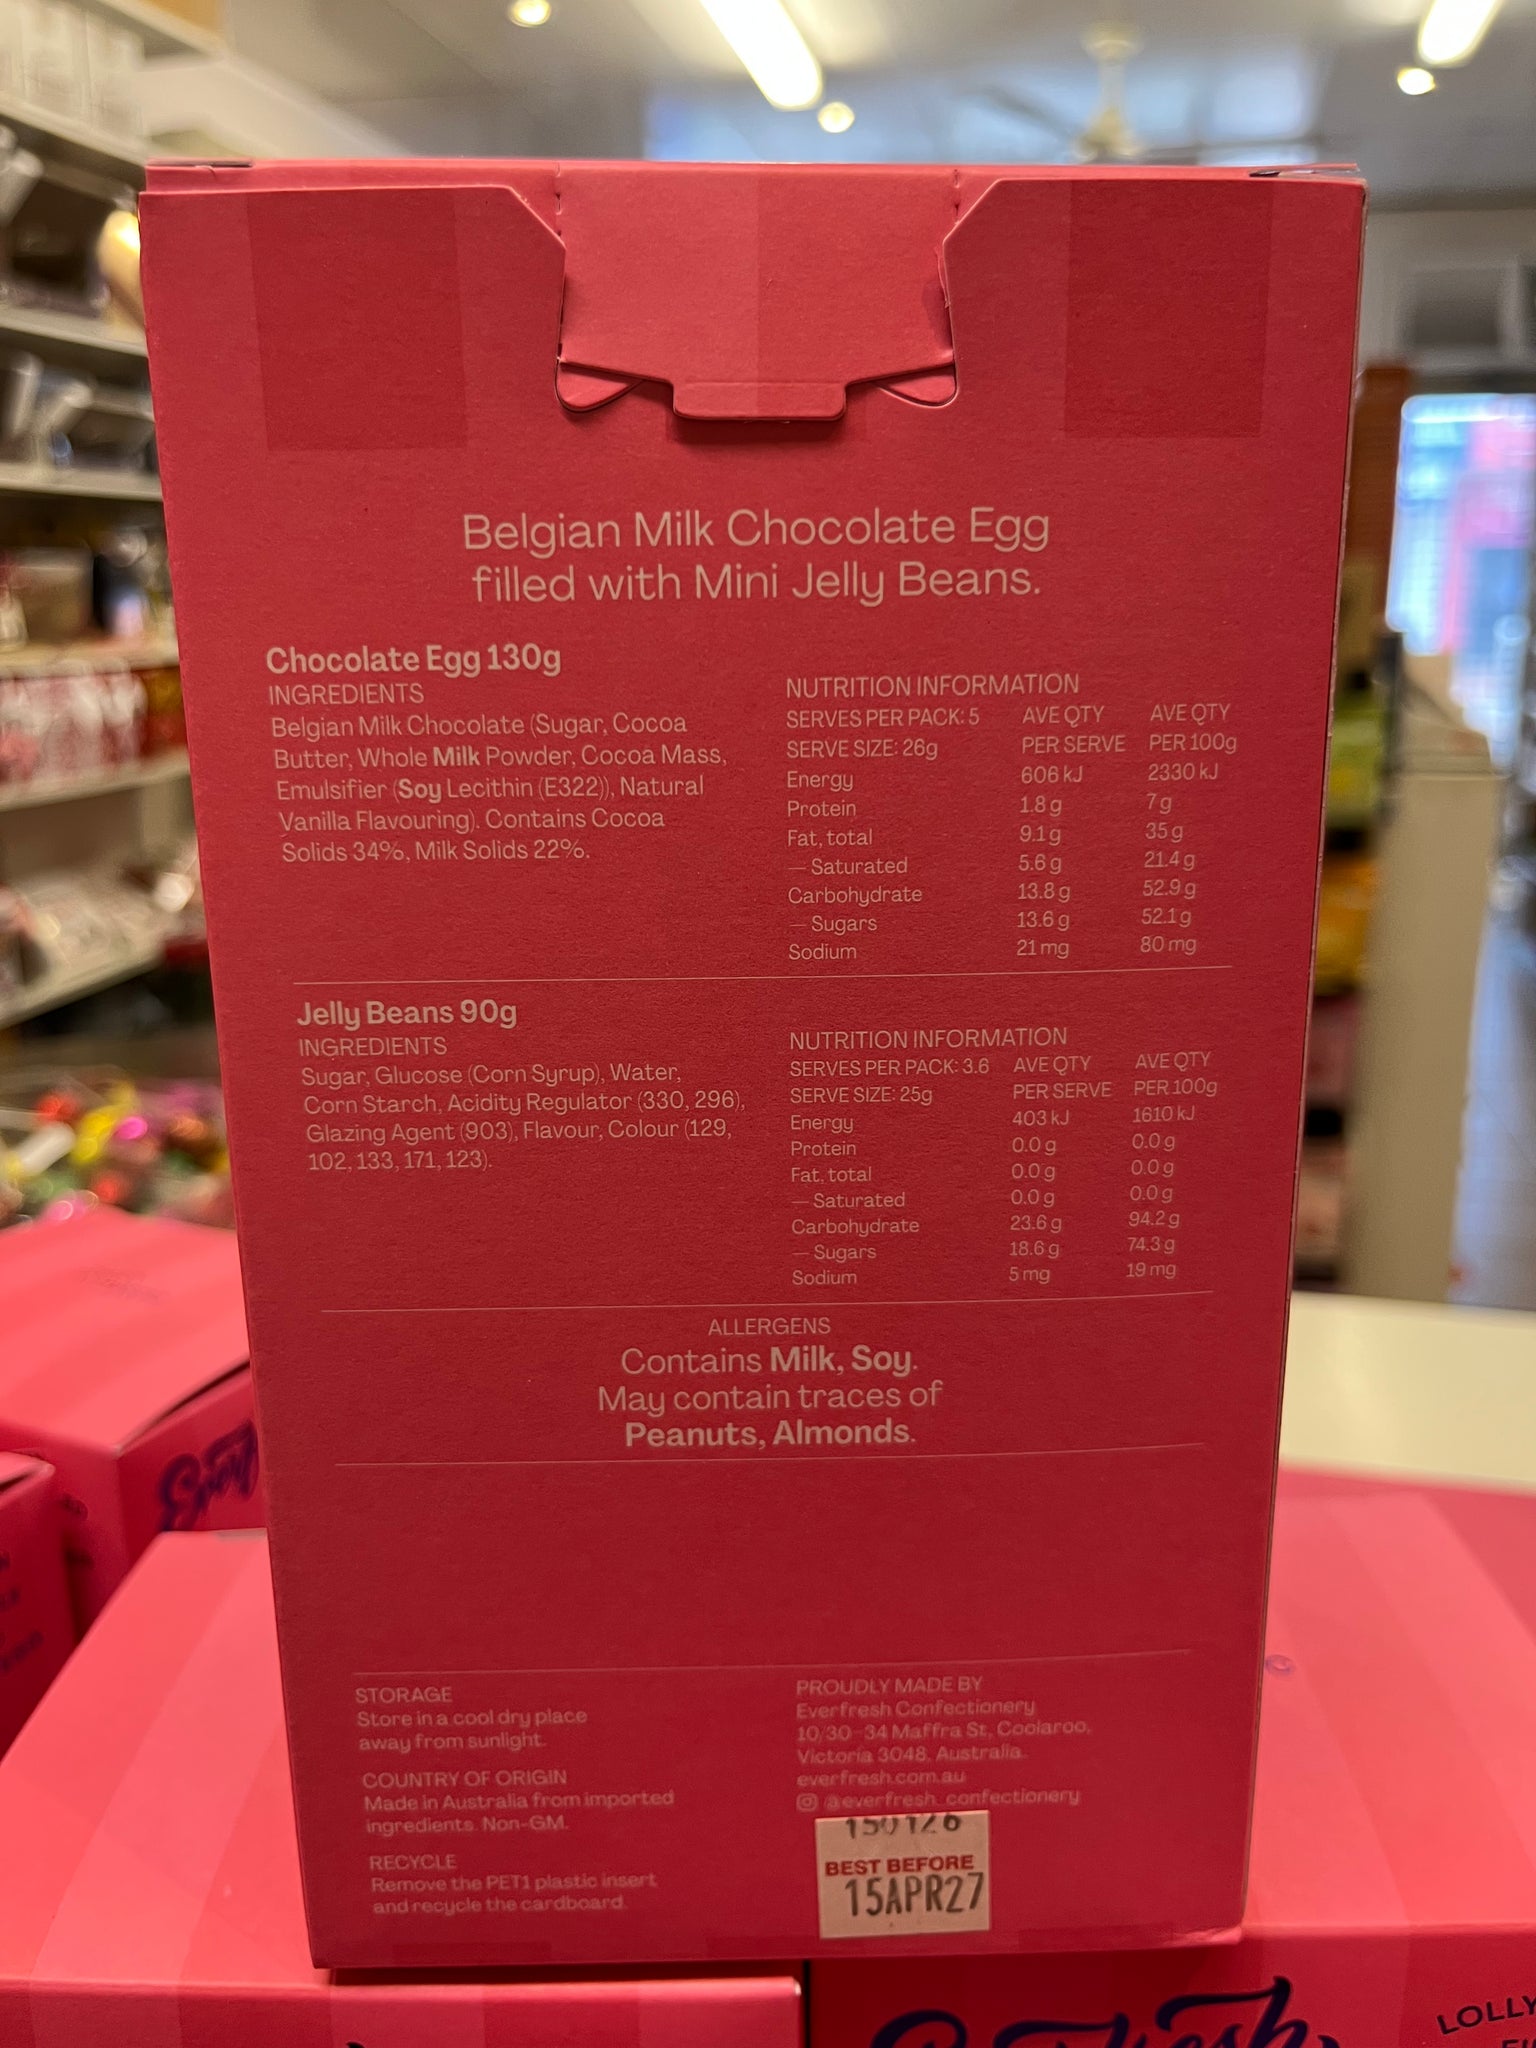 Belgian Milk Chocolate Egg
filled with Mini Jelly Beans.
Chocolate Egg 130g
INGREDIENTS
Belgian Milk Chocolate (Sugar, Cocoa
Butter, Whole Milk Powder, Cocoa Mass,
Emulsifier (Soy Lecithin (E322)), Natural
Vanilla Flavouring). Contains Cocoa
Solids 34%, Milk Solids 22%.
NUTRITION INFORMATION
SERVES PER PACK: 5 AVE QTY AVE QTY
SERVE SIZE: 26g PER SERVE PER 100g
Energy 606 kJ 2330 kJ
Protein 1.8 g 7 g
Fat, total 9.1 g 35 g
— Saturated 5.6 g 21.4 g
Carbohydrate 13.8 g 52.9 g
— Sugars 13.6 g 52.1 g
Sodium 21 mg 80 mg
Jelly Beans 90g
INGREDIENTS
Sugar, Glucose (Corn Syrup), Water,
Corn Starch, Acidity Regulator (330, 296),
Glazing Agent (903), Flavour, Colour (129,
102, 133, 171, 123).
NUTRITION INFORMATION
SERVES PER PACK: 3.6 AVE QTY AVE QTY
SERVE SIZE: 25g PER SERVE PER 100g
Energy 403 kJ 1610 kJ
Protein 0.0 g 0.0 g
Fat, total 0.0 g 0.0 g
— Saturated 0.0 g 0.0 g
Carbohydrate 23.6 g 94.2 g
— Sugars 18.6 g 74.3 g
Sodium 5 mg 19 mg
ALLERGENS
Contains Milk, Soy.
May contain traces of
Peanuts, Almonds.
STORAGE
Store in a cool dry place
away from sunlight.
COUNTRY OF ORIGIN
Made in Australia from imported
ingredients. Non-GM.
RECYCLE
Remove the PET1 plastic insert
and recycle the cardboard.
PROUDLY MADE BY
Everfresh Confectionery
10/30-34 Maffra St, Coolaroo,
Victoria 3048, Australia.
everfresh.com.au
@everfresh_confectionery
150126
BEST BEFORE
15APR27
LOLLY